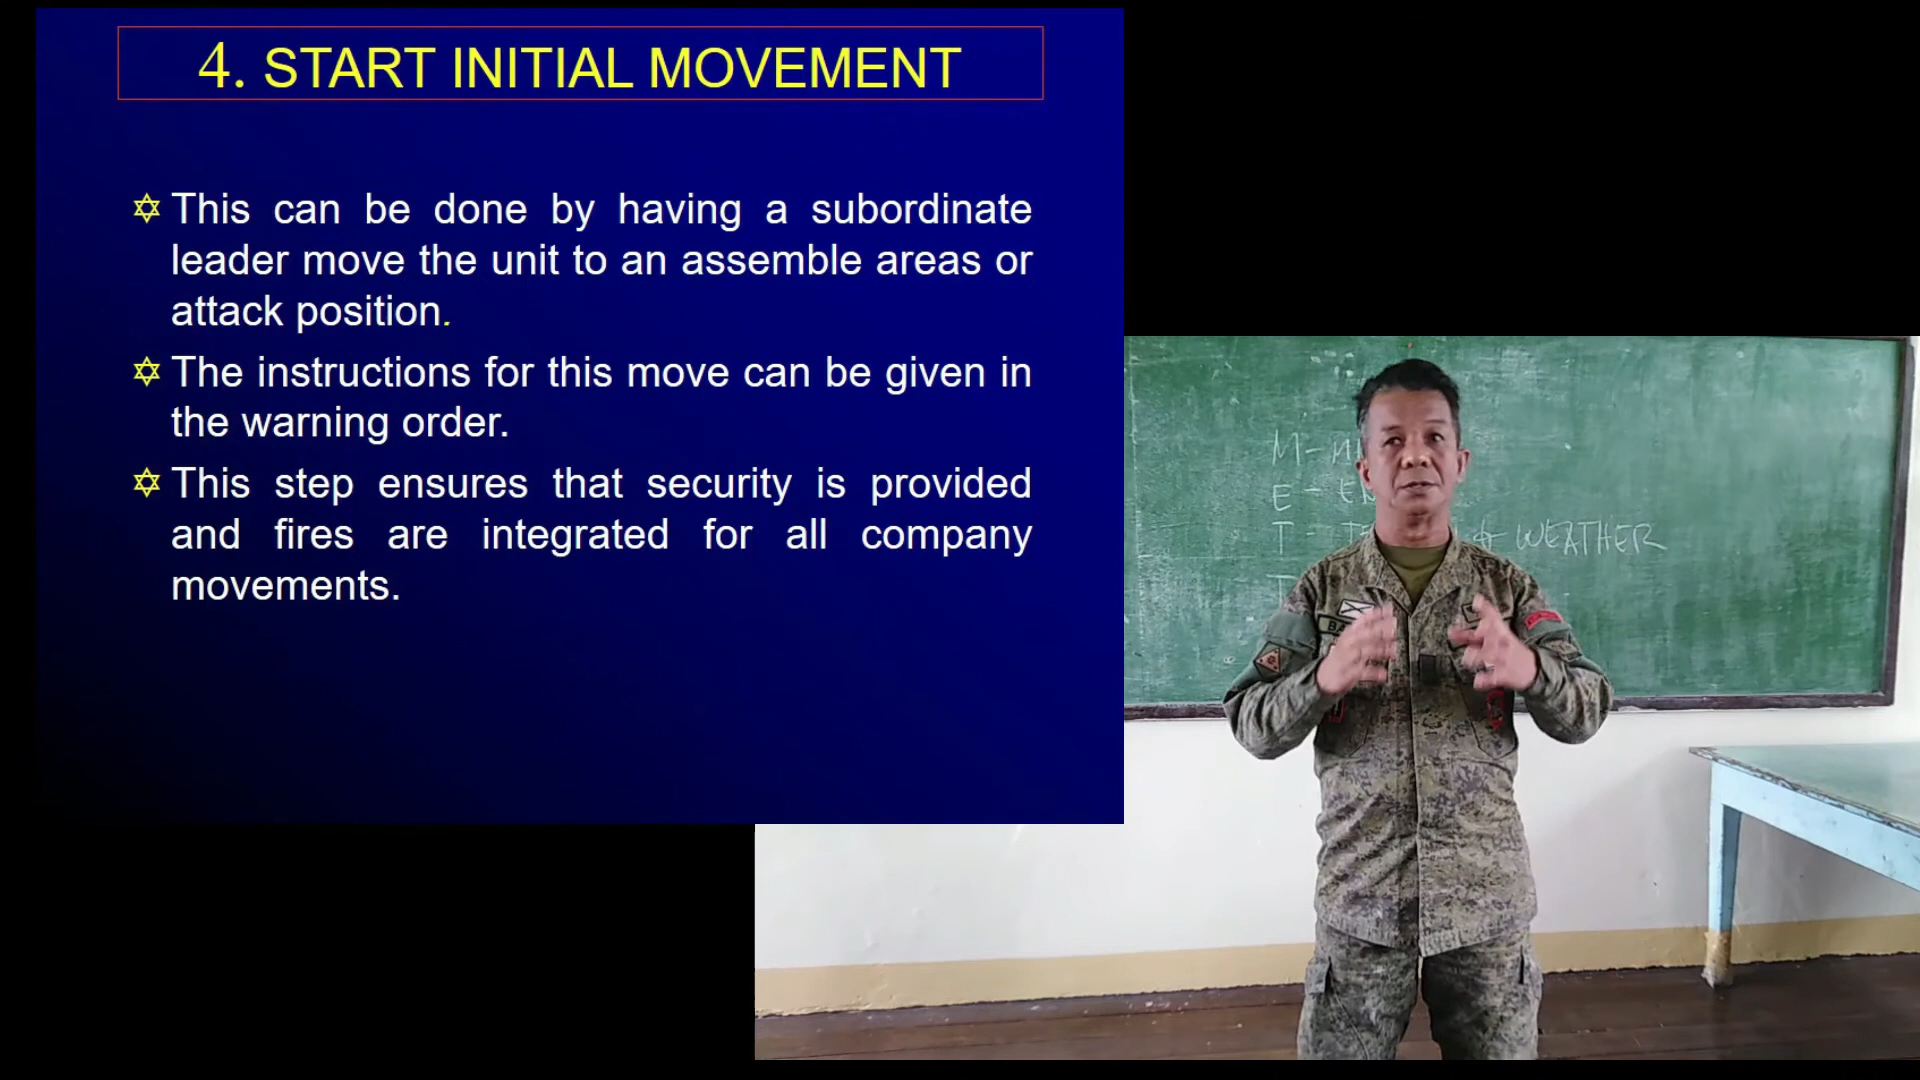 4. START INITIAL MOVEMENT
This can be done by having a subordinate
leader move the unit to an assemble areas or
attack position.
The instructions for this move can be given in
the warning order.
This step ensures that security is provided
and fires are integrated for all company
movements.
M-
E -
T - & WEATHER
T